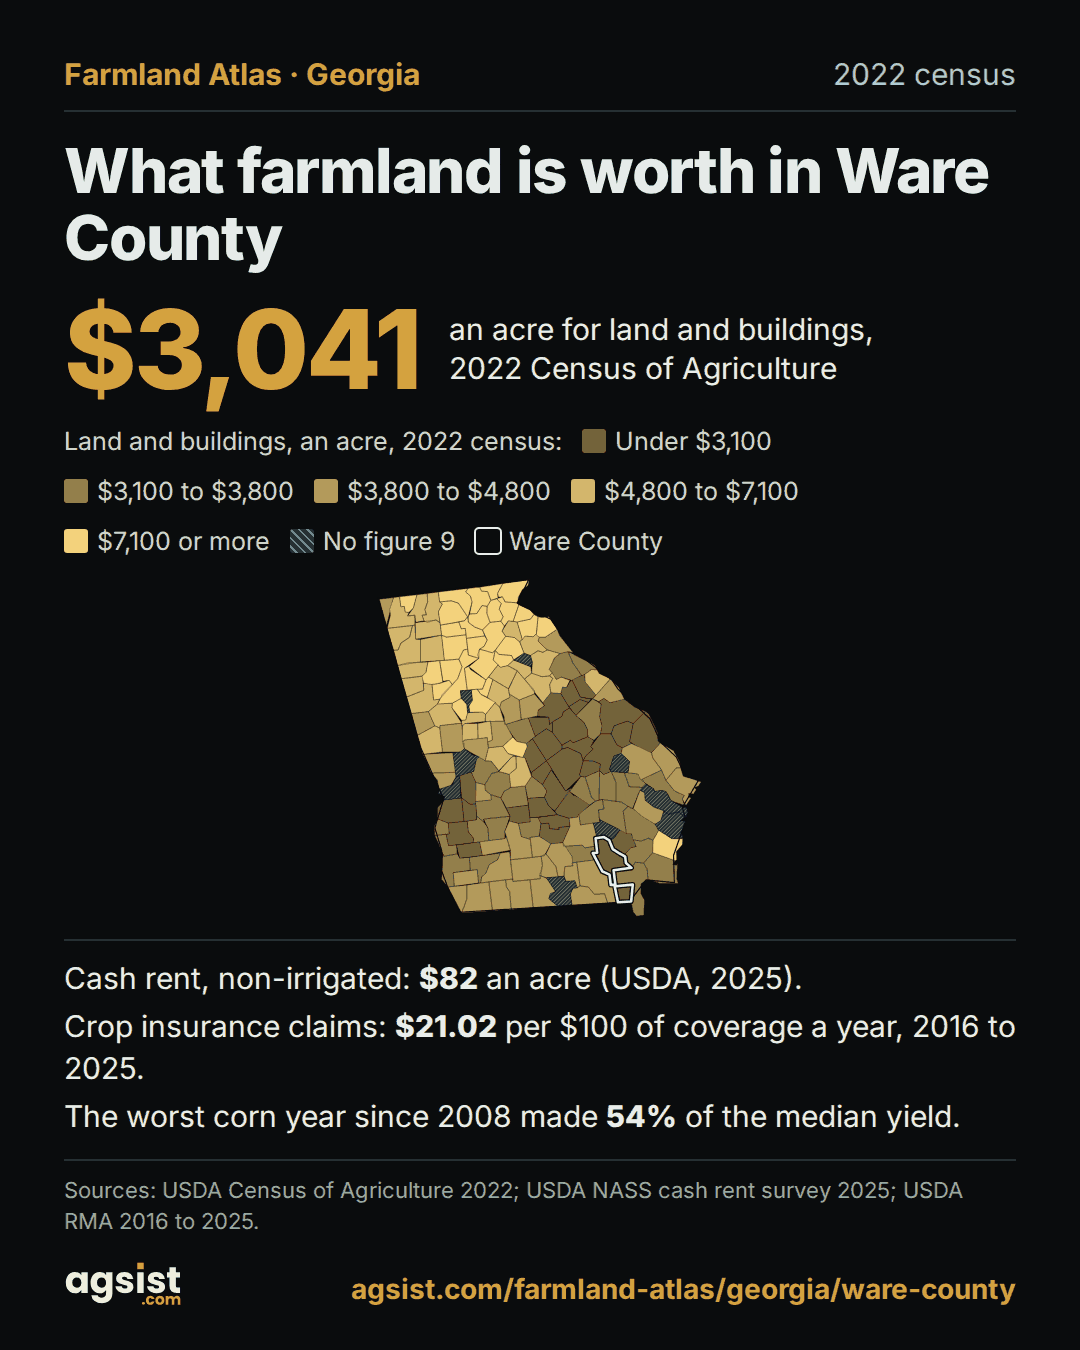 Farmland Atlas · Georgia
2022 census
What farmland is worth in Ware
County
$3,041
an acre for land and buildings,
2022 Census of Agriculture
Land and buildings, an acre, 2022 census: Under $3,100
$3,100 to $3,800 $3,800 to $4,800 $4,800 to $7,100
$7,100 or more No figure 9 Ware County
Cash rent, non-irrigated: $82 an acre (USDA, 2025).
Crop insurance claims: $21.02 per $100 of coverage a year, 2016 to
2025.
The worst corn year since 2008 made 54% of the median yield.
Sources: USDA Census of Agriculture 2022; USDA NASS cash rent survey 2025; USDA
RMA 2016 to 2025.
agsist
.com
agsist.com/farmland-atlas/georgia/ware-county